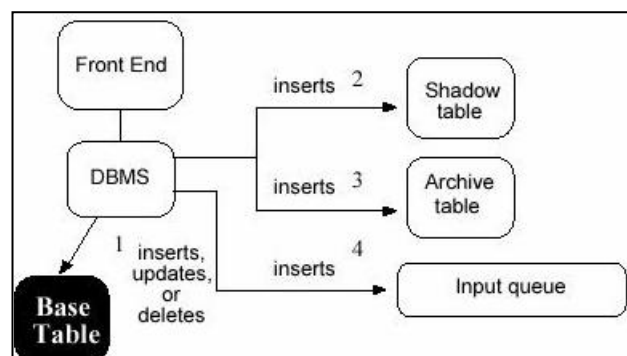 Front End
DBMS
inserts 2
Shadow
table
inserts 3
Archive
table
1
inserts,
updates,
or
deletes
inserts 4
Input queue
Base
Table